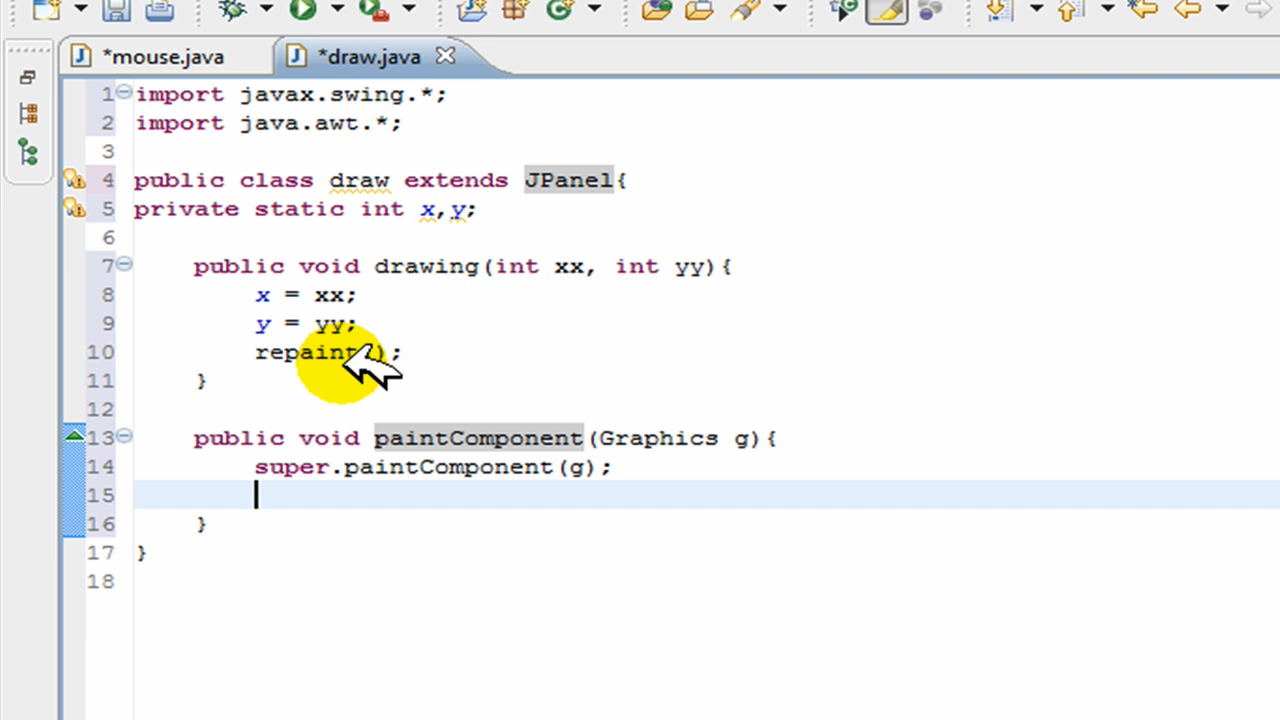 *mouse.java
*draw.java
1 import javax.swing.*;
2 import java.awt.*;
3
4 public class draw extends JPanel{
5 private static int x,y;
6
7 public void drawing(int xx, int yy){
8 x = xx;
9 y = yy;
10 repaint();
11 }
12
13 public void paintComponent(Graphics g){
14 super.paintComponent(g);
15
16 }
17 }
18